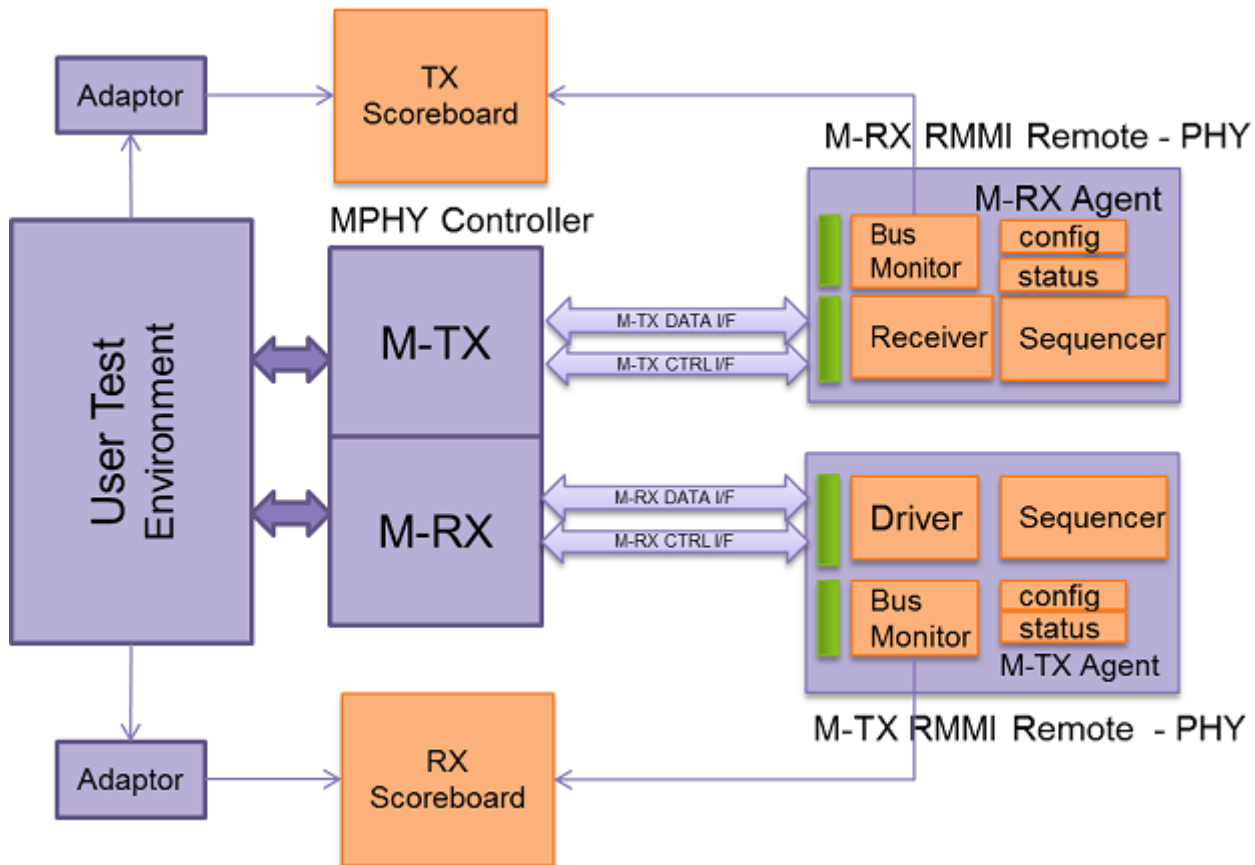 Adaptor
TX
Scoreboard
M-RX RMMI Remote - PHY
M-RX Agent
MPHY Controller
Bus
Monitor
config
status
Receiver
Sequencer
User Test
Environment
M-TX
M-TX DATA I/F
M-TX CTRL I/F
M-RX
M-RX DATA I/F
M-RX CTRL I/F
Driver
Sequencer
Bus
Monitor
config
status
M-TX Agent
M-TX RMMI Remote - PHY
Adaptor
RX
Scoreboard